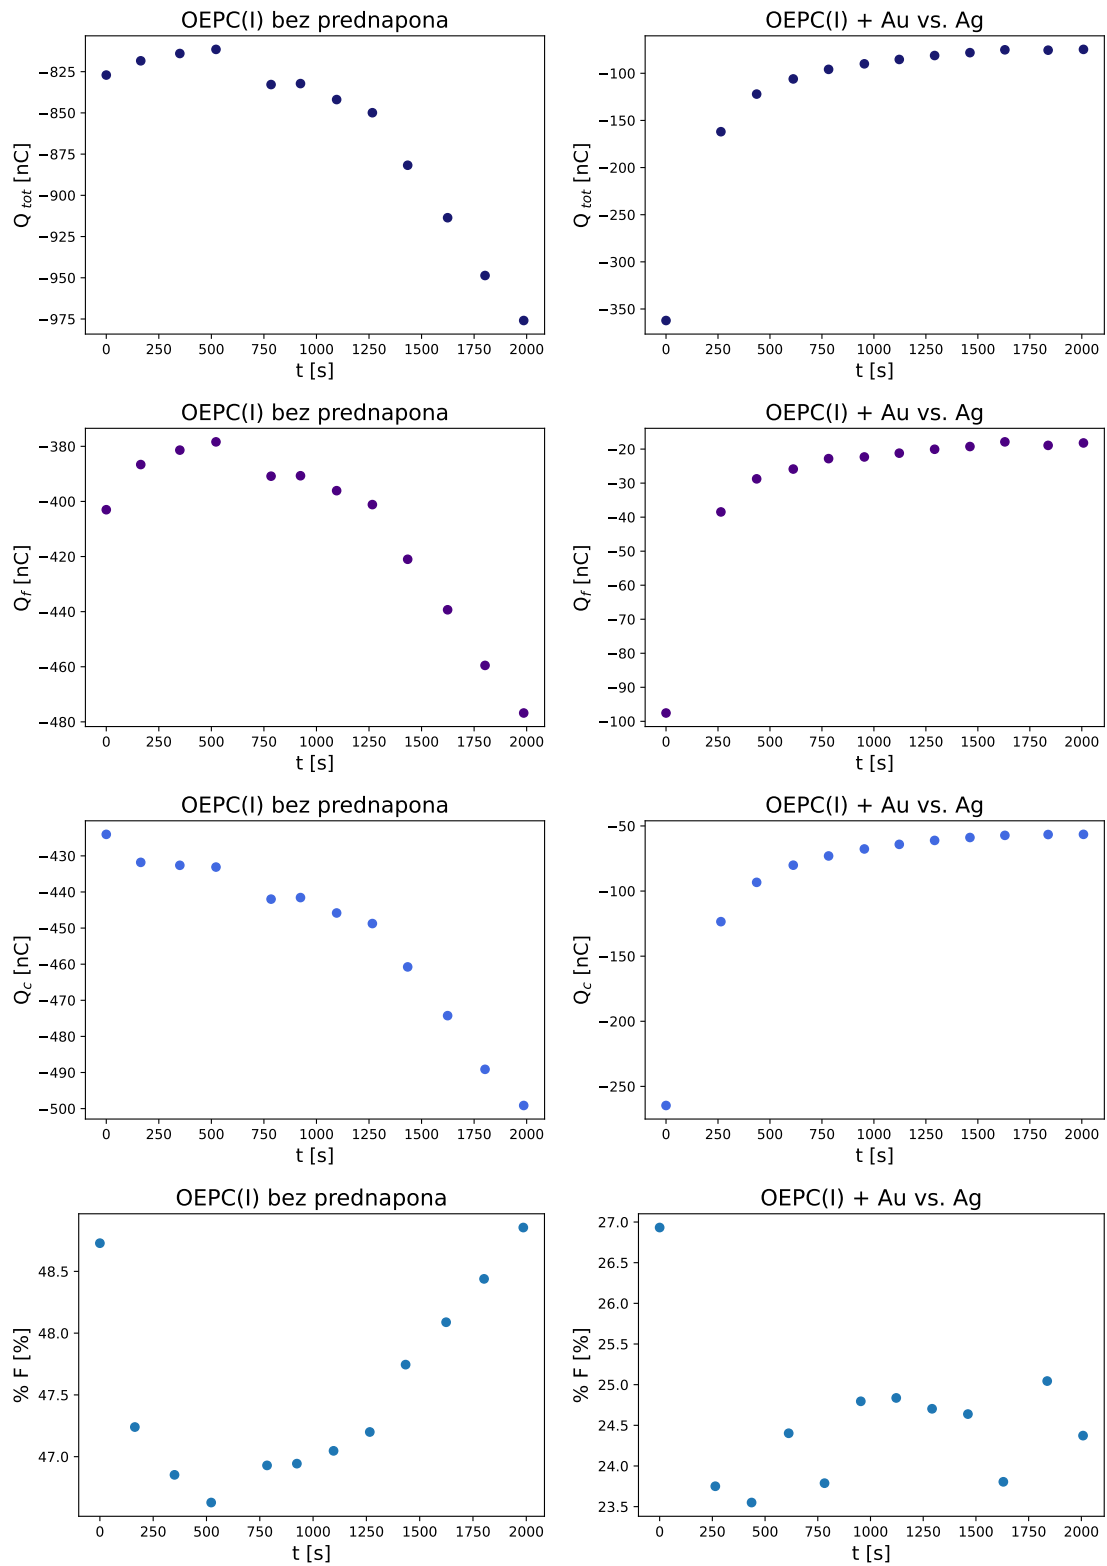 OEPC(I) bez prednapona
Q tot [nC]
−825
−850
−875
−900
−925
−950
−975
0 250 500 750 1000 1250 1500 1750 2000
t [s]
OEPC(I) + Au vs. Ag
Q tot [nC]
−100
−150
−200
−250
−300
−350
0 250 500 750 1000 1250 1500 1750 2000
t [s]
OEPC(I) bez prednapona
Qf [nC]
−380
−400
−420
−440
−460
−480
0 250 500 750 1000 1250 1500 1750 2000
t [s]
OEPC(I) + Au vs. Ag
Qf [nC]
−20
−30
−40
−50
−60
−70
−80
−90
−100
0 250 500 750 1000 1250 1500 1750 2000
t [s]
OEPC(I) bez prednapona
Qc [nC]
−430
−440
−450
−460
−470
−480
−490
−500
0 250 500 750 1000 1250 1500 1750 2000
t [s]
OEPC(I) + Au vs. Ag
Qc [nC]
−50
−100
−150
−200
−250
0 250 500 750 1000 1250 1500 1750 2000
t [s]
OEPC(I) bez prednapona
% F [%]
48.5
48.0
47.5
47.0
0 250 500 750 1000 1250 1500 1750 2000
t [s]
OEPC(I) + Au vs. Ag
% F [%]
27.0
26.5
26.0
25.5
25.0
24.5
24.0
23.5
0 250 500 750 1000 1250 1500 1750 2000
t [s]